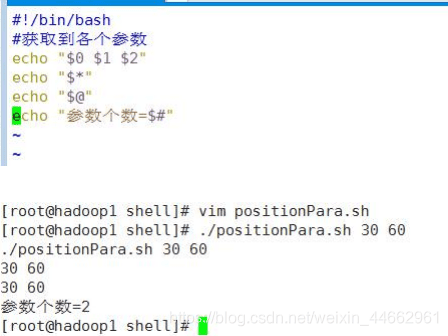 #!/bin/bash
#获取到各个参数
echo "$0 $1 $2"
echo "$*"
echo "$@"
echo "参数个数=$#"
~
~
[root@hadoop1 shell]# vim positionPara.sh
[root@hadoop1 shell]# ./positionPara.sh 30 60
./positionPara.sh 30 60
30 60
30 60
参数个数=2
[root@hadoop1 shell]#
https://blog.csdn.net/weixin_44662961